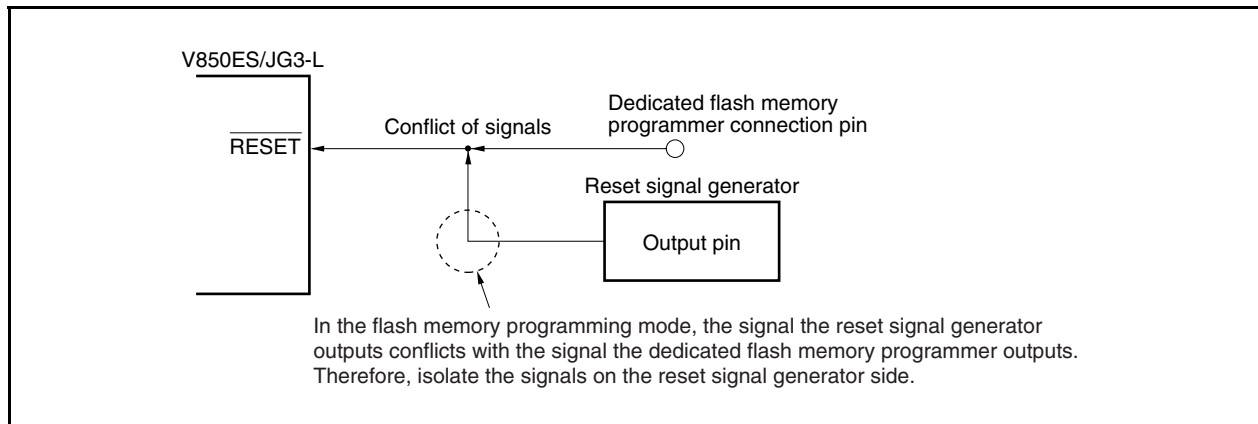 V850ES/JG3-L
RESET
Conflict of signals
Dedicated flash memory
programmer connection pin
Reset signal generator
Output pin
In the flash memory programming mode, the signal the reset signal generator
outputs conflicts with the signal the dedicated flash memory programmer outputs.
Therefore, isolate the signals on the reset signal generator side.